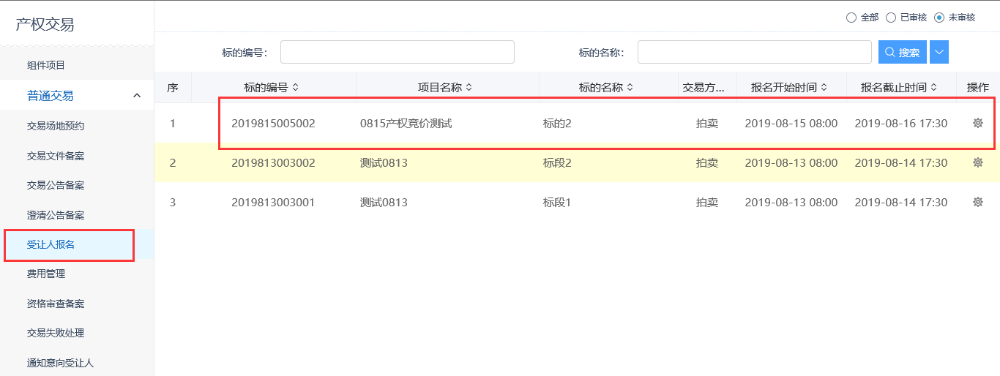 产权交易
组件项目
普通交易
交易场地预约
交易文件备案
交易公告备案
澄清公告备案
受让人报名
费用管理
资格审查备案
交易失败处理
通知意向受让人
全部 已审核 未审核
标的编号： 标的名称： 搜索
序 标的编号 项目名称 标的名称 交易方... 报名开始时间 报名截止时间 操作
1 2019815005002 0815产权竞价测试 标的2 拍卖 2019-08-15 08:00 2019-08-16 17:30
2 2019813003002 测试0813 标段2 拍卖 2019-08-13 08:00 2019-08-14 17:30
3 2019813003001 测试0813 标段1 拍卖 2019-08-13 08:00 2019-08-14 17:30